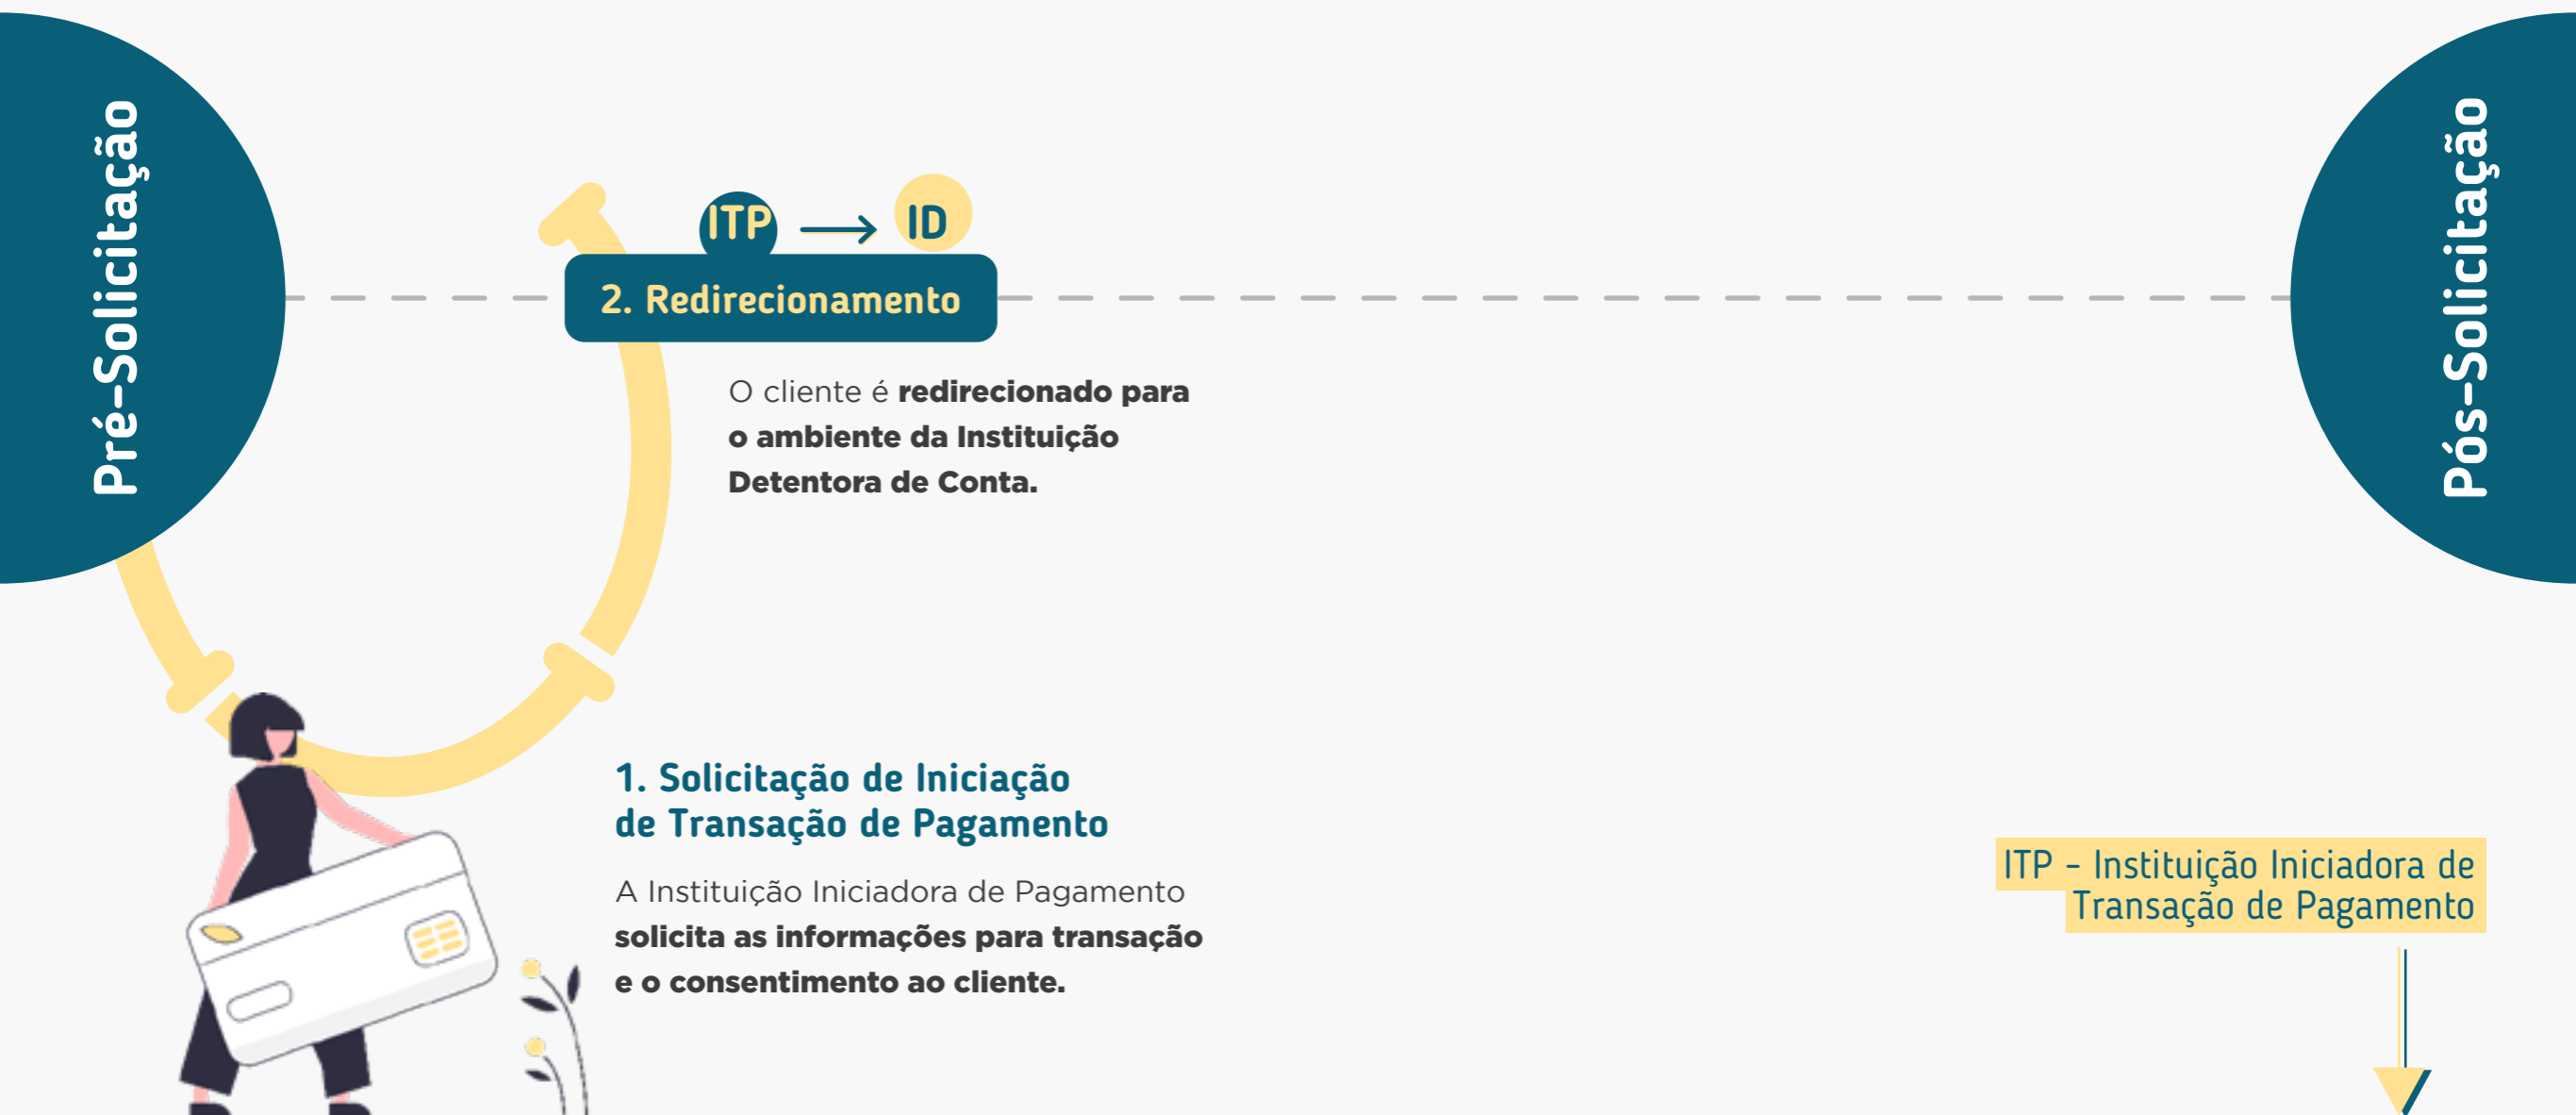 Pré-Solicitação
Pós-Solicitação
ITP
ID
2. Redirecionamento
O cliente é redirecionado para
o ambiente da Instituição
Detentora de Conta.
1. Solicitação de Iniciação
de Transação de Pagamento
A Instituição Iniciadora de Pagamento
solicita as informações para transação
e o consentimento ao cliente.
ITP - Instituição Iniciadora de
Transação de Pagamento